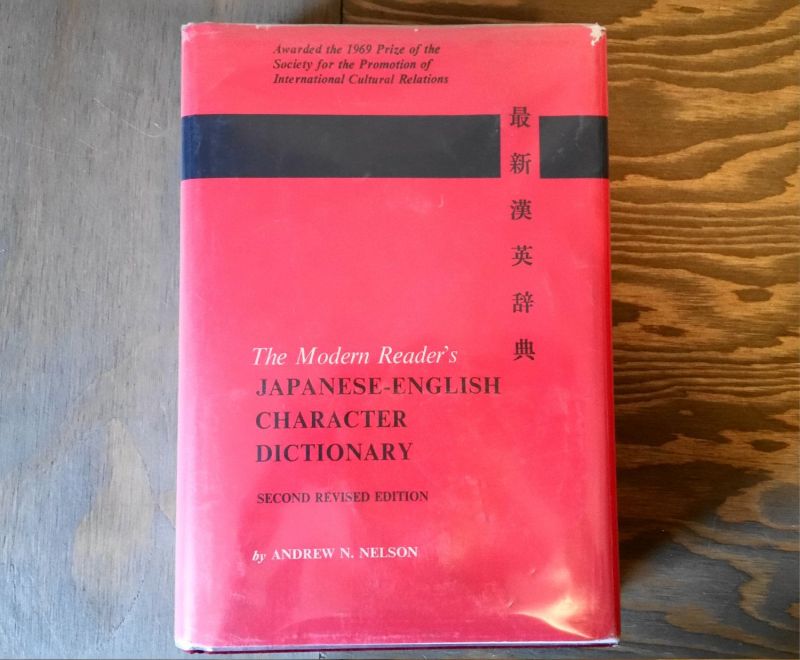 Awarded the 1969 Prize of the
Society for the Promotion of
International Cultural Relations
最新漢英辞典
The Modern Reader's
JAPANESE-ENGLISH
CHARACTER
DICTIONARY
SECOND REVISED EDITION
by ANDREW N. NELSON